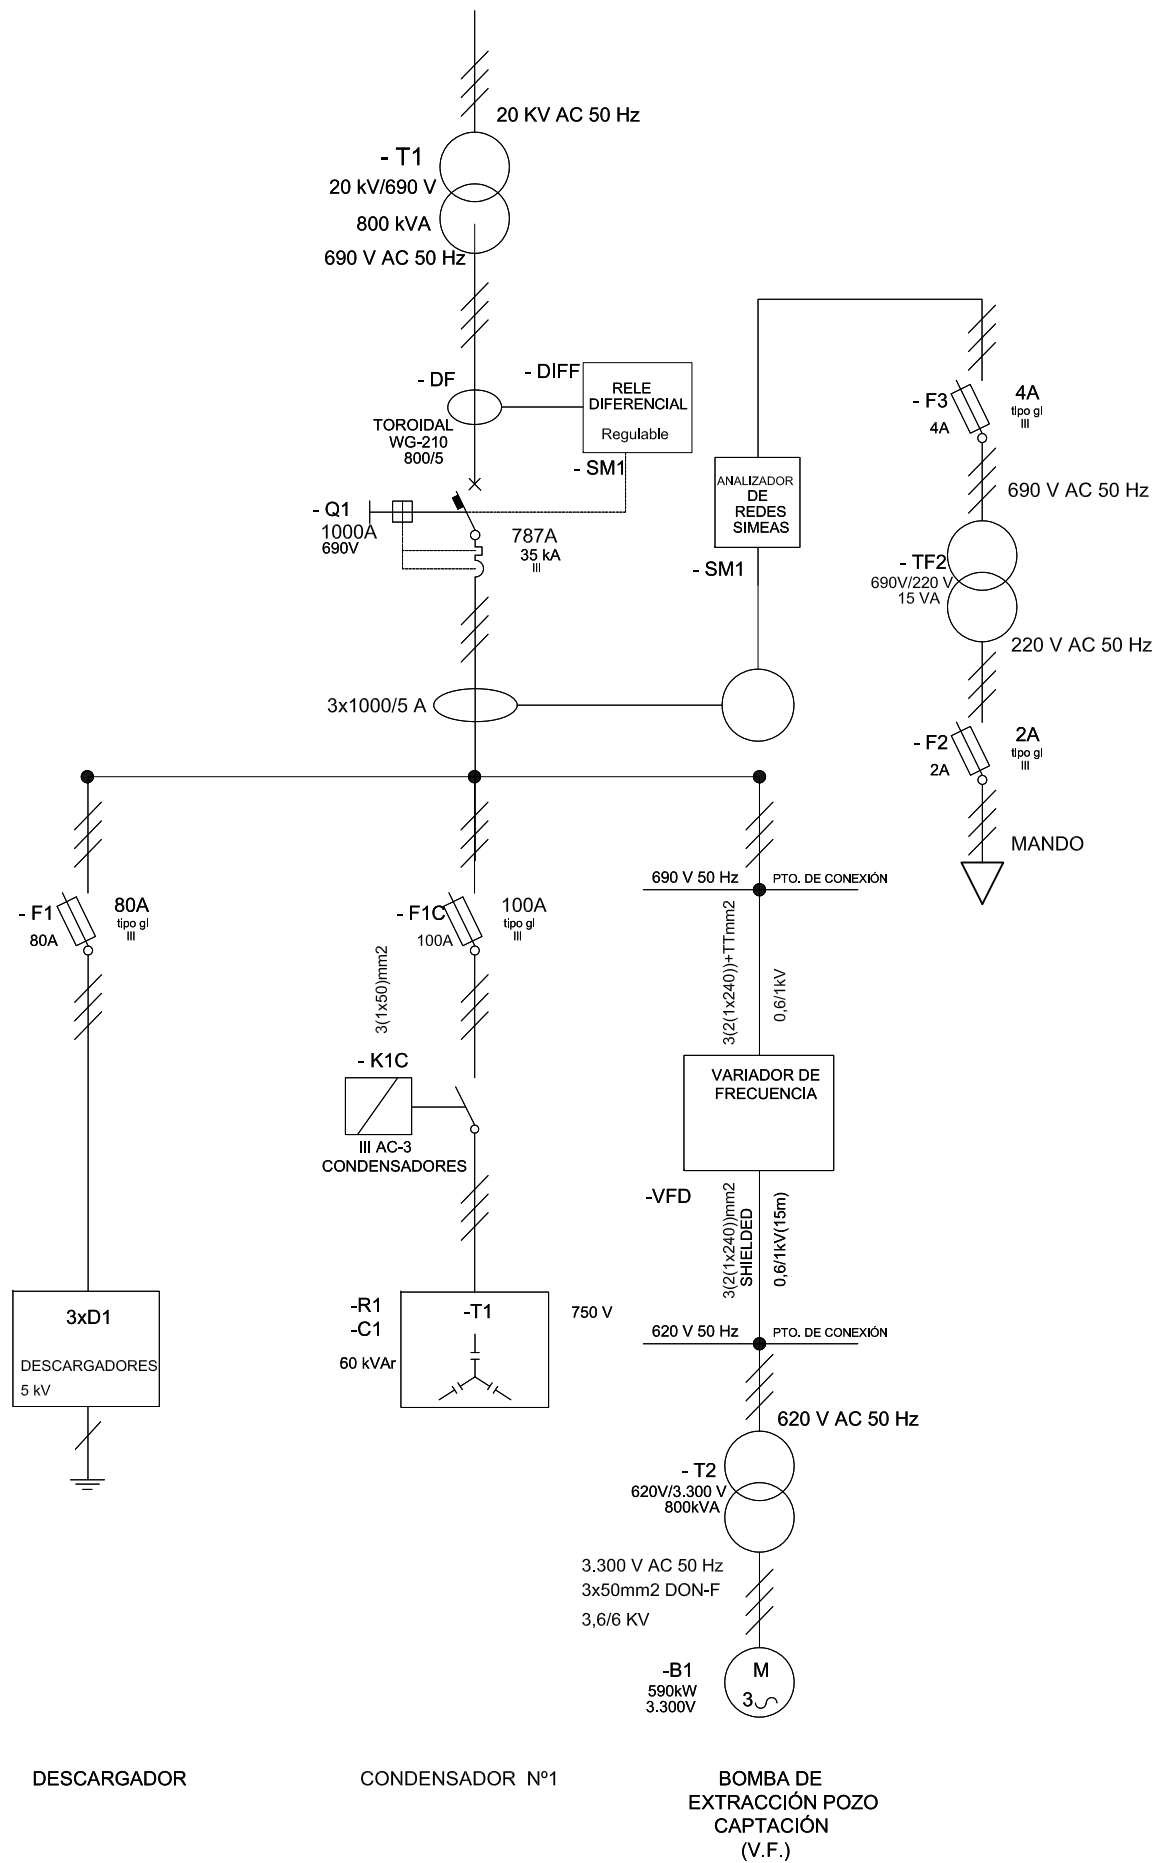 20 KV AC 50 Hz
- T1
20 kV/690 V
800 kVA
690 V AC 50 Hz
- DF
TOROIDAL
WG-210
800/5
- DIFF
RELE
DIFERENCIAL
Regulable
- SM1
- Q1
1000A
690V
787A
35 kA
III
ANALIZADOR
DE
REDES
SIMEAS
- SM1
3x1000/5 A
- F3
4A
4A
tipo gl
III
690 V AC 50 Hz
- TF2
690V/220 V
15 VA
220 V AC 50 Hz
- F2
2A
2A
tipo gl
III
MANDO
- F1
80A
80A
tipo gl
III
- F1C
100A
100A
tipo gl
III
3(1x50)mm2
- K1C
III AC-3
CONDENSADORES
690 V 50 Hz
PTO. DE CONEXIÓN
3(2(1x240))+TTmm2
0,6/1kV
VARIADOR DE
FRECUENCIA
-VFD
3(2(1x240))mm2
SHIELDED
0,6/1kV(15m)
3xD1
DESCARGADORES
5 kV
-R1
-C1
60 kVAr
-T1
750 V
620 V 50 Hz
PTO. DE CONEXIÓN
620 V AC 50 Hz
- T2
620V/3.300 V
800kVA
3.300 V AC 50 Hz
3x50mm2 DON-F
3,6/6 KV
-B1
590kW
3.300V
M
3
DESCARGADOR
CONDENSADOR Nº1
BOMBA DE
EXTRACCIÓN POZO
CAPTACIÓN
(V.F.)